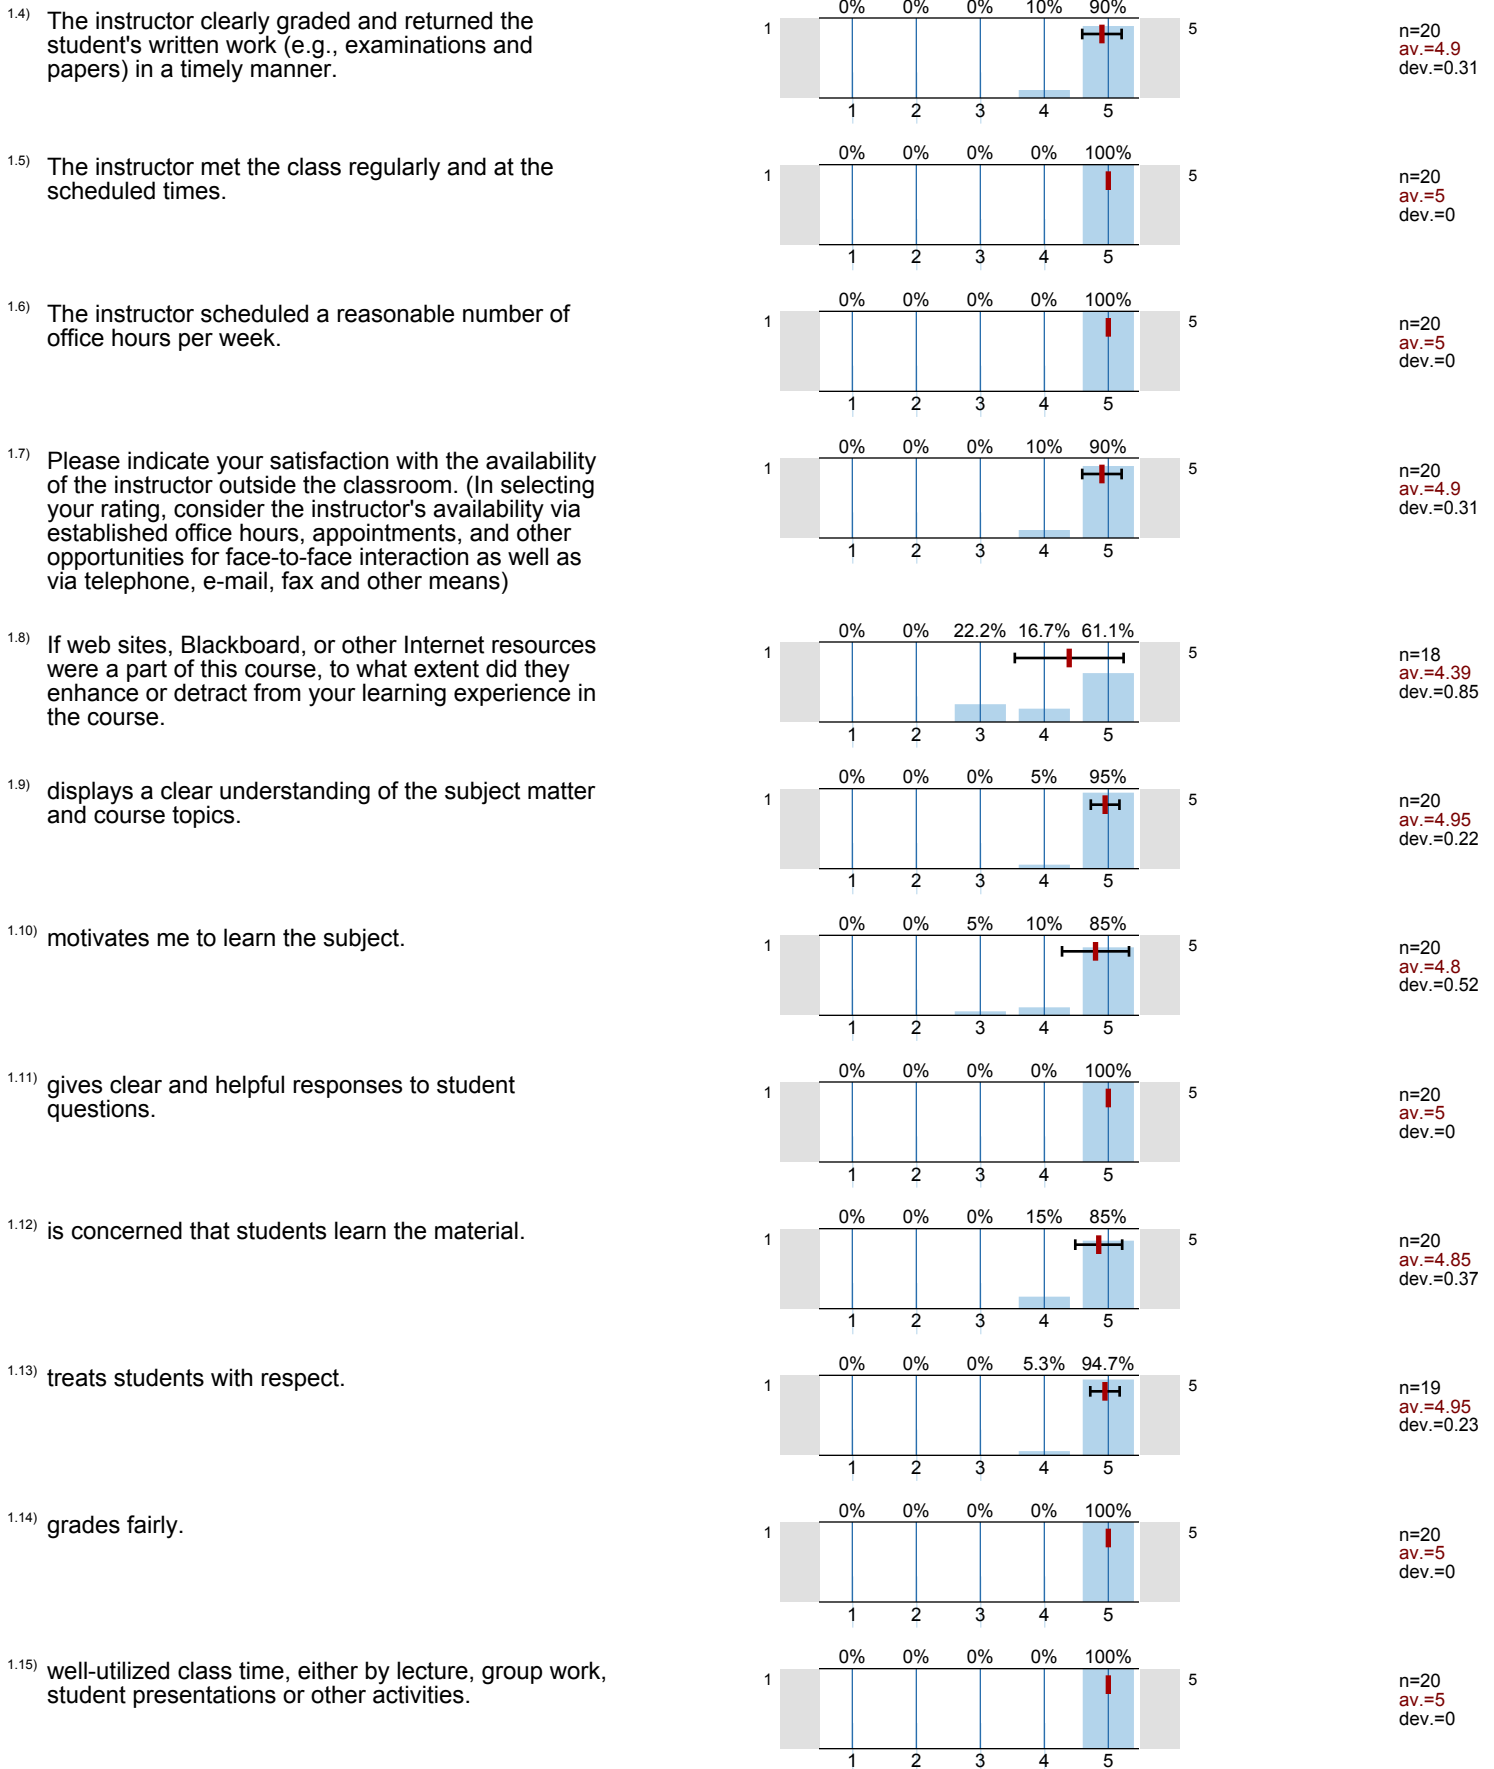 1.4) The instructor clearly graded and returned the
student's written work (e.g., examinations and
papers) in a timely manner.
0% 0% 0% 10% 90%
1 5
1 2 3 4 5
n=20
av.=4.9
dev.=0.31
1.5) The instructor met the class regularly and at the
scheduled times.
0% 0% 0% 0% 100%
1 5
1 2 3 4 5
n=20
av.=5
dev.=0
1.6) The instructor scheduled a reasonable number of
office hours per week.
0% 0% 0% 0% 100%
1 5
1 2 3 4 5
n=20
av.=5
dev.=0
1.7) Please indicate your satisfaction with the availability
of the instructor outside the classroom. (In selecting
your rating, consider the instructor's availability via
established office hours, appointments, and other
opportunities for face-to-face interaction as well as
via telephone, e-mail, fax and other means)
0% 0% 0% 10% 90%
1 5
1 2 3 4 5
n=20
av.=4.9
dev.=0.31
1.8) If web sites, Blackboard, or other Internet resources
were a part of this course, to what extent did they
enhance or detract from your learning experience in
the course.
0% 0% 22.2% 16.7% 61.1%
1 5
1 2 3 4 5
n=18
av.=4.39
dev.=0.85
1.9) displays a clear understanding of the subject matter
and course topics.
0% 0% 0% 5% 95%
1 5
1 2 3 4 5
n=20
av.=4.95
dev.=0.22
1.10) motivates me to learn the subject.
0% 0% 5% 10% 85%
1 5
1 2 3 4 5
n=20
av.=4.8
dev.=0.52
1.11) gives clear and helpful responses to student
questions.
0% 0% 0% 0% 100%
1 5
1 2 3 4 5
n=20
av.=5
dev.=0
1.12) is concerned that students learn the material.
0% 0% 0% 15% 85%
1 5
1 2 3 4 5
n=20
av.=4.85
dev.=0.37
1.13) treats students with respect.
0% 0% 0% 5.3% 94.7%
1 5
1 2 3 4 5
n=19
av.=4.95
dev.=0.23
1.14) grades fairly.
0% 0% 0% 0% 100%
1 5
1 2 3 4 5
n=20
av.=5
dev.=0
1.15) well-utilized class time, either by lecture, group work,
student presentations or other activities.
0% 0% 0% 0% 100%
1 5
1 2 3 4 5
n=20
av.=5
dev.=0